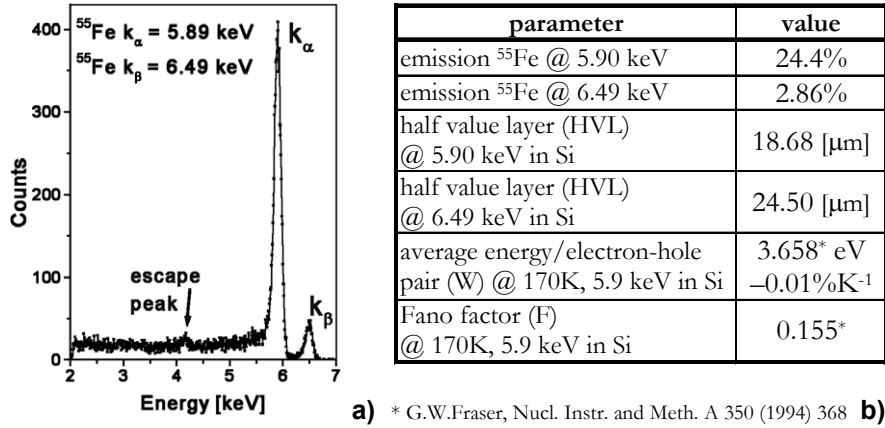 400
⁵⁵Fe kα = 5.89 keV
⁵⁵Fe kβ = 6.49 keV
kα
300
Counts
200
100
escape
peak
kβ
0
2 3 4 5 6 7
Energy [keV]
a)
parameter value
emission ⁵⁵Fe @ 5.90 keV 24.4%
emission ⁵⁵Fe @ 6.49 keV 2.86%
half value layer (HVL)
@ 5.90 keV in Si 18.68 [μm]
half value layer (HVL)
@ 6.49 keV in Si 24.50 [μm]
average energy/electron-hole 3.658* eV
pair (W) @ 170K, 5.9 keV in Si –0.01%K⁻¹
Fano factor (F)
@ 170K, 5.9 keV in Si 0.155*
* G.W.Fraser, Nucl. Instr. and Meth. A 350 (1994) 368 b)